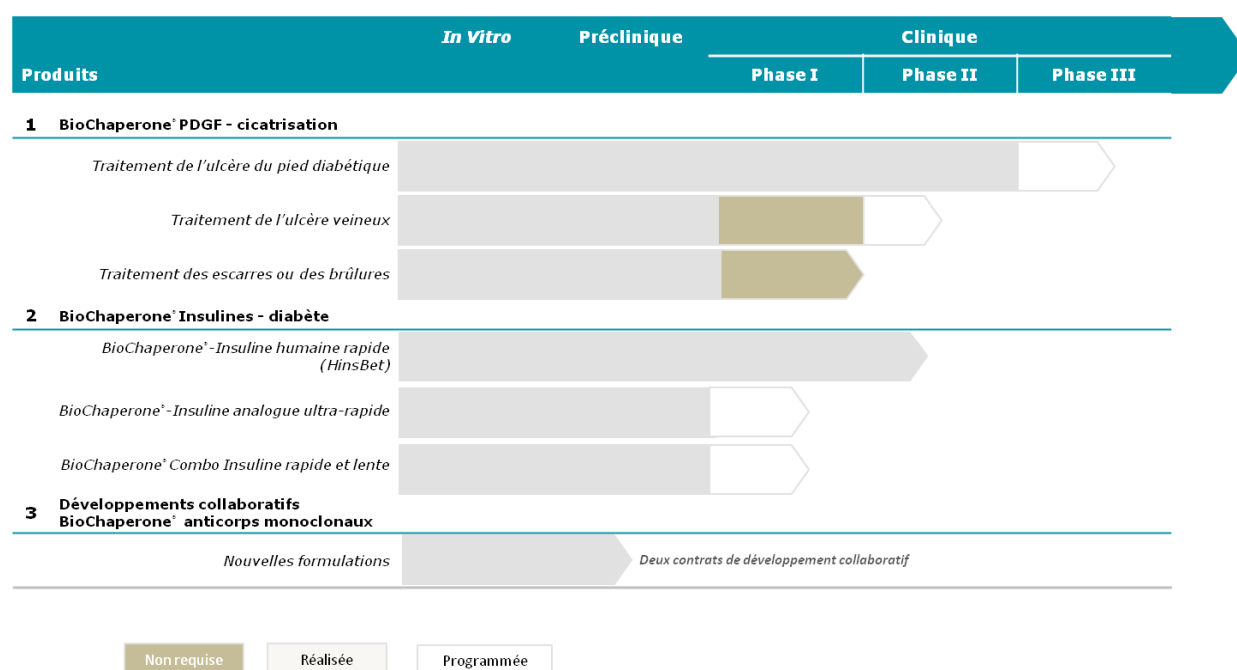 In Vitro Préclinique Clinique
Produits Phase I Phase II Phase III
1 BioChaperone® PDGF - cicatrisation
Traitement de l'ulcère du pied diabétique
Traitement de l'ulcère veineux
Traitement des escarres ou des brûlures
2 BioChaperone® Insulines - diabète
BioChaperone®-Insuline humaine rapide
(HinsBet)
BioChaperone®-Insuline analogue ultra-rapide
BioChaperone® Combo Insuline rapide et lente
3 Développements collaboratifs
BioChaperone® anticorps monoclonaux
Nouvelles formulations Deux contrats de développement collaboratif
Non requise Réalisée Programmée